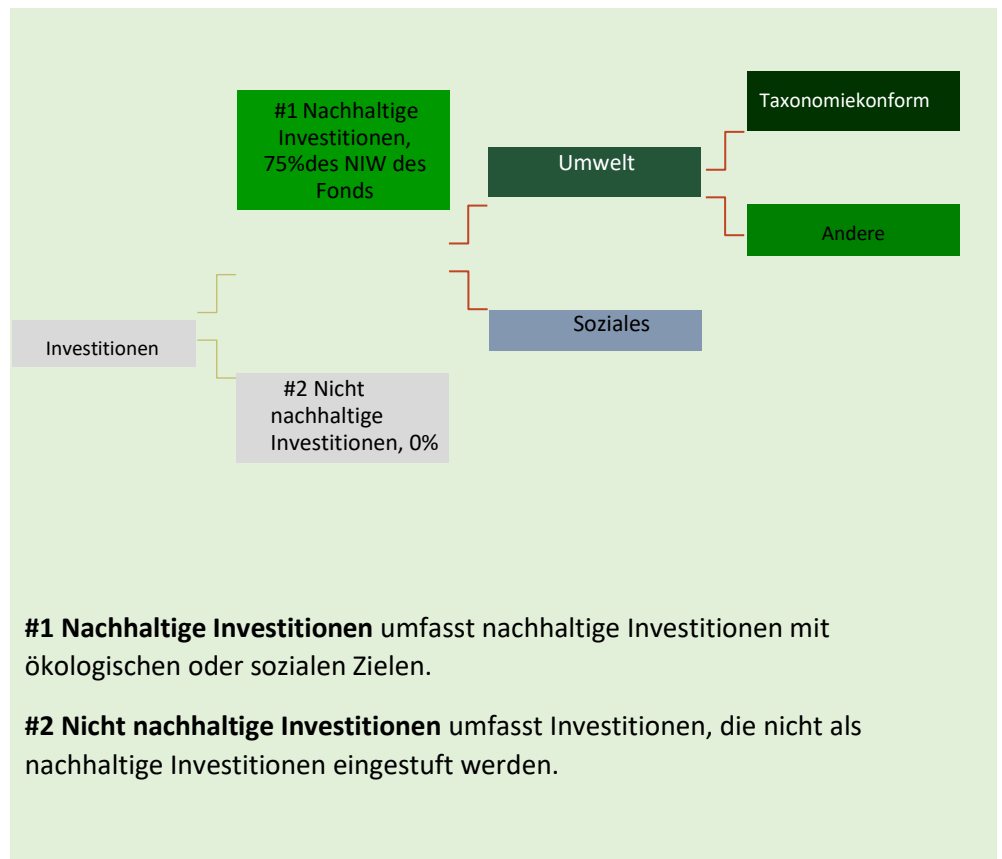 #1 Nachhaltige
Investitionen,
75%des NIW des
Fonds
Taxonomiekonform
Umwelt
Andere
Investitionen
Soziales
#2 Nicht
nachhaltige
Investitionen, 0%
#1 Nachhaltige Investitionen umfasst nachhaltige Investitionen mit
ökologischen oder sozialen Zielen.
#2 Nicht nachhaltige Investitionen umfasst Investitionen, die nicht als
nachhaltige Investitionen eingestuft werden.